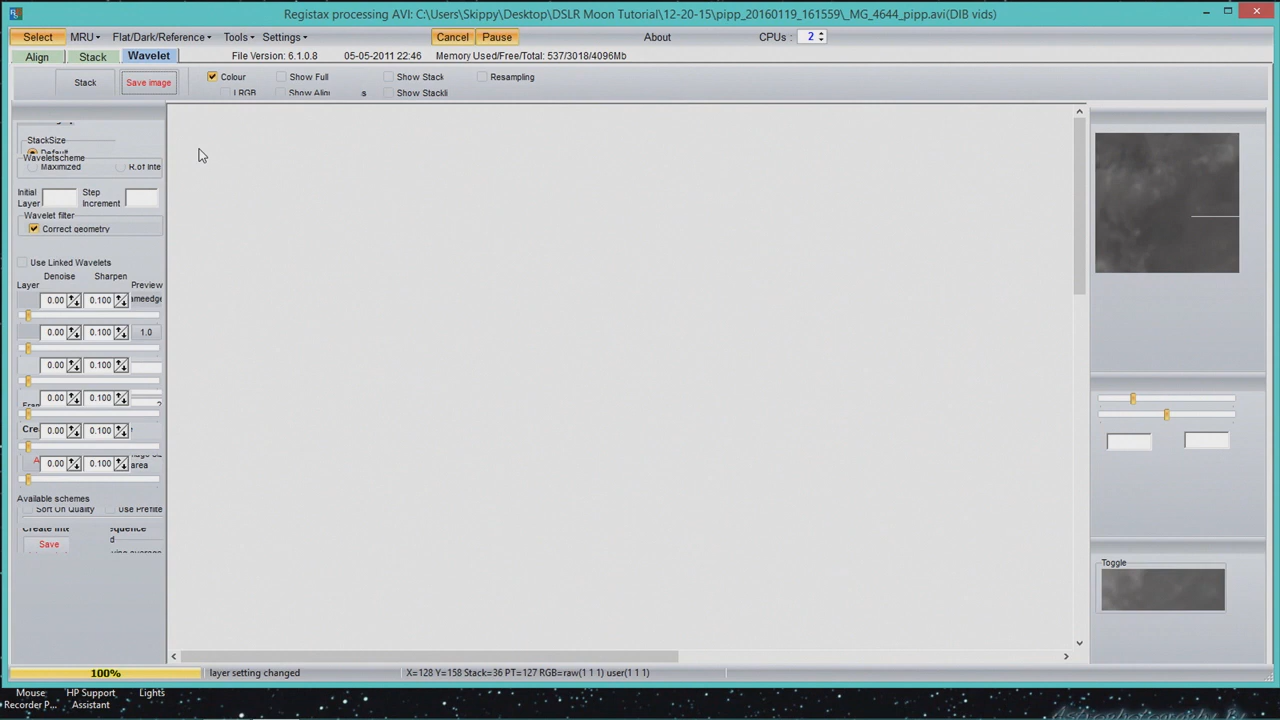 Registax processing AVI: C:\Users\Skippy\Desktop\DSLR Moon Tutorial\12-20-15\pipp_20160119_161559\_MG_4644_pipp.avi(DIB vids)
Select MRU Flat/Dark/Reference Tools Settings Cancel Pause About CPUs: 2
Align Stack Wavelet File Version: 6.1.0.8 05-05-2011 22:46 Memory Used/Free/Total: 537/3018/4096Mb
Stack Save image Colour Show Full Show Stack Resampling
LRGB Show Alig s Show Stackli
StackSize
Default
Waveletscheme
Maximized R.of Inte
Initial Layer Step Increment
Wavelet filter
Correct geometry
Use Linked Wavelets
Denoise Sharpen
Layer Preview
0.00 0.100 ameedge
0.00 0.100 1.0
0.00 0.100
0.00 0.100
Cre 0.00 0.100
A 0.00 0.100 area
Available schemes
Sort On Quality Use Prefilte
Create Inte equence
Save
Toggle
100% layer setting changed X=128 Y=158 Stack=36 PT=127 RGB=raw(1 1 1) user(1 1 1)
Mouse Recorder P... HP Support Assistant Lights